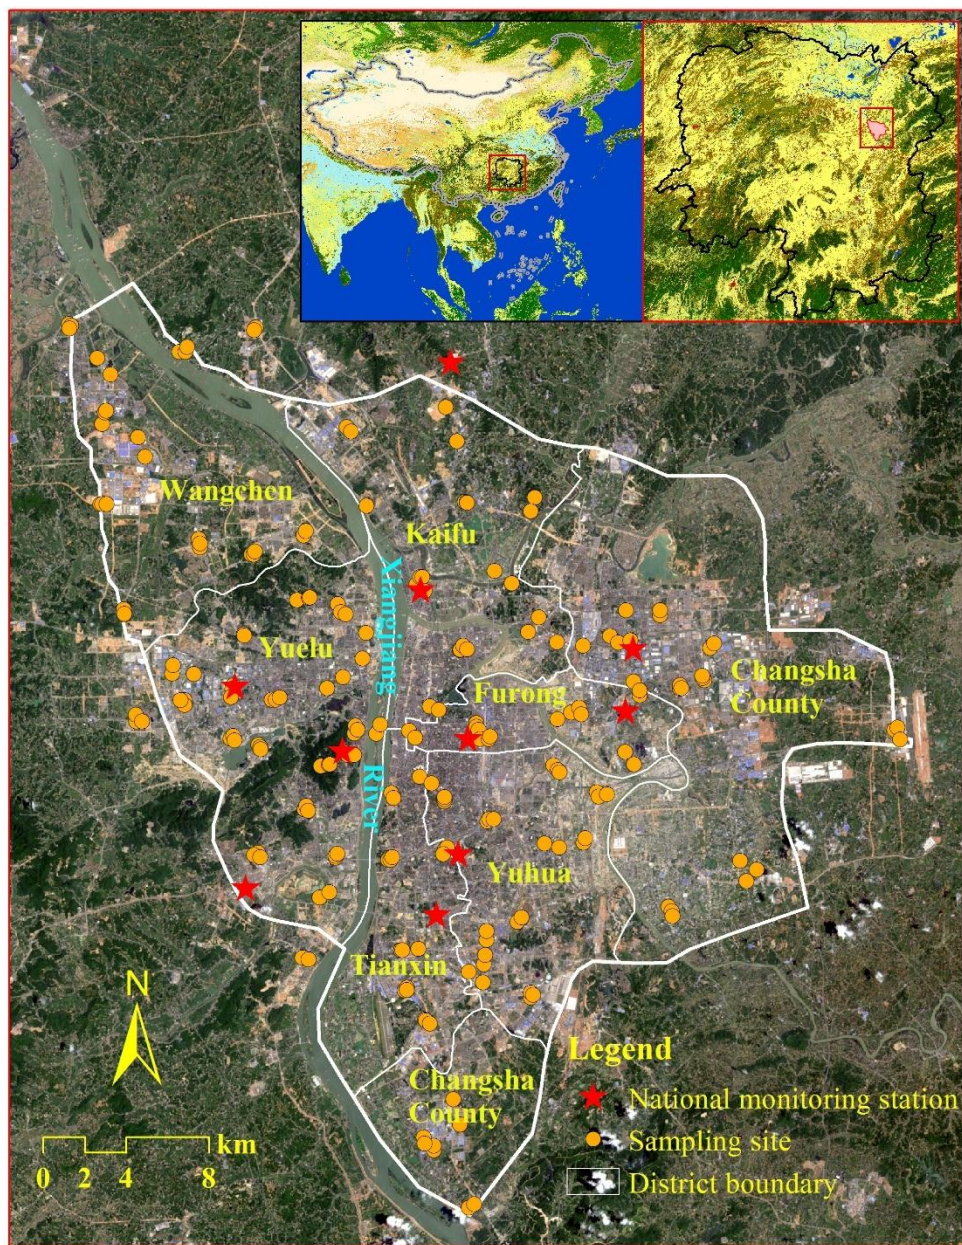 Wangchen
Kaifu
Xiangjiang
River
Yuelu
Furong
Changsha
County
Yuhua
Tianxin
N
Changsha
County
km
0 2 4 8
Legend
National monitoring station
Sampling site
District boundary